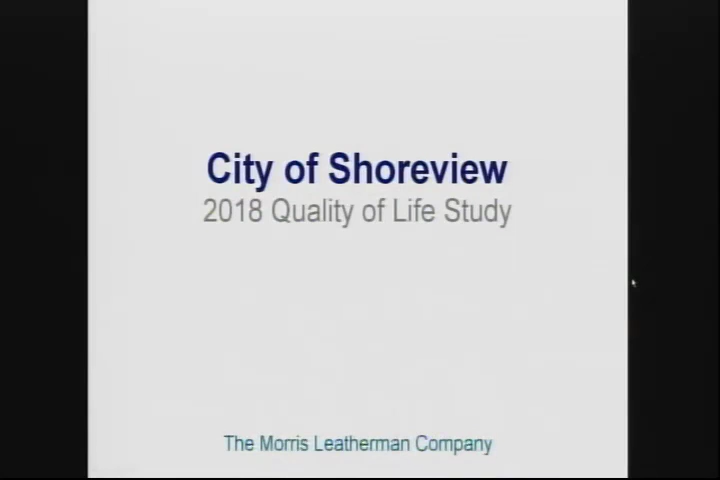 City of Shoreview
2018 Quality of Life Study
The Morris Leatherman Company